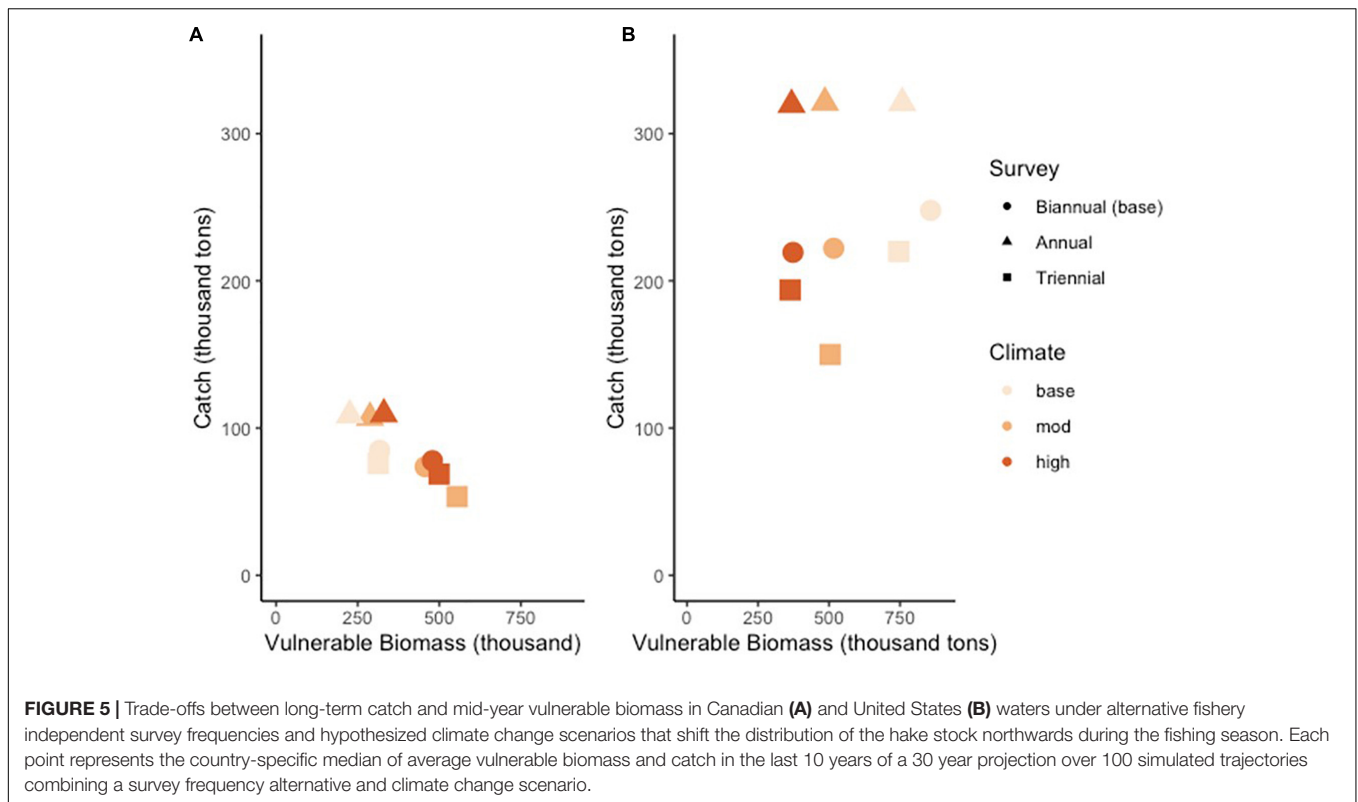 A
B
300
200
100
0
Catch (thousand tons)
0 250 500 750
Vulnerable Biomass (thousand)
300
200
100
0
Catch (thousand tons)
0 250 500 750
Vulnerable Biomass (thousand tons)
Survey
Biannual (base)
Annual
Triennial
Climate
base
mod
high
FIGURE 5 | Trade-offs between long-term catch and mid-year vulnerable biomass in Canadian (A) and United States (B) waters under alternative fishery
independent survey frequencies and hypothesized climate change scenarios that shift the distribution of the hake stock northwards during the fishing season. Each
point represents the country-specific median of average vulnerable biomass and catch in the last 10 years of a 30 year projection over 100 simulated trajectories
combining a survey frequency alternative and climate change scenario.